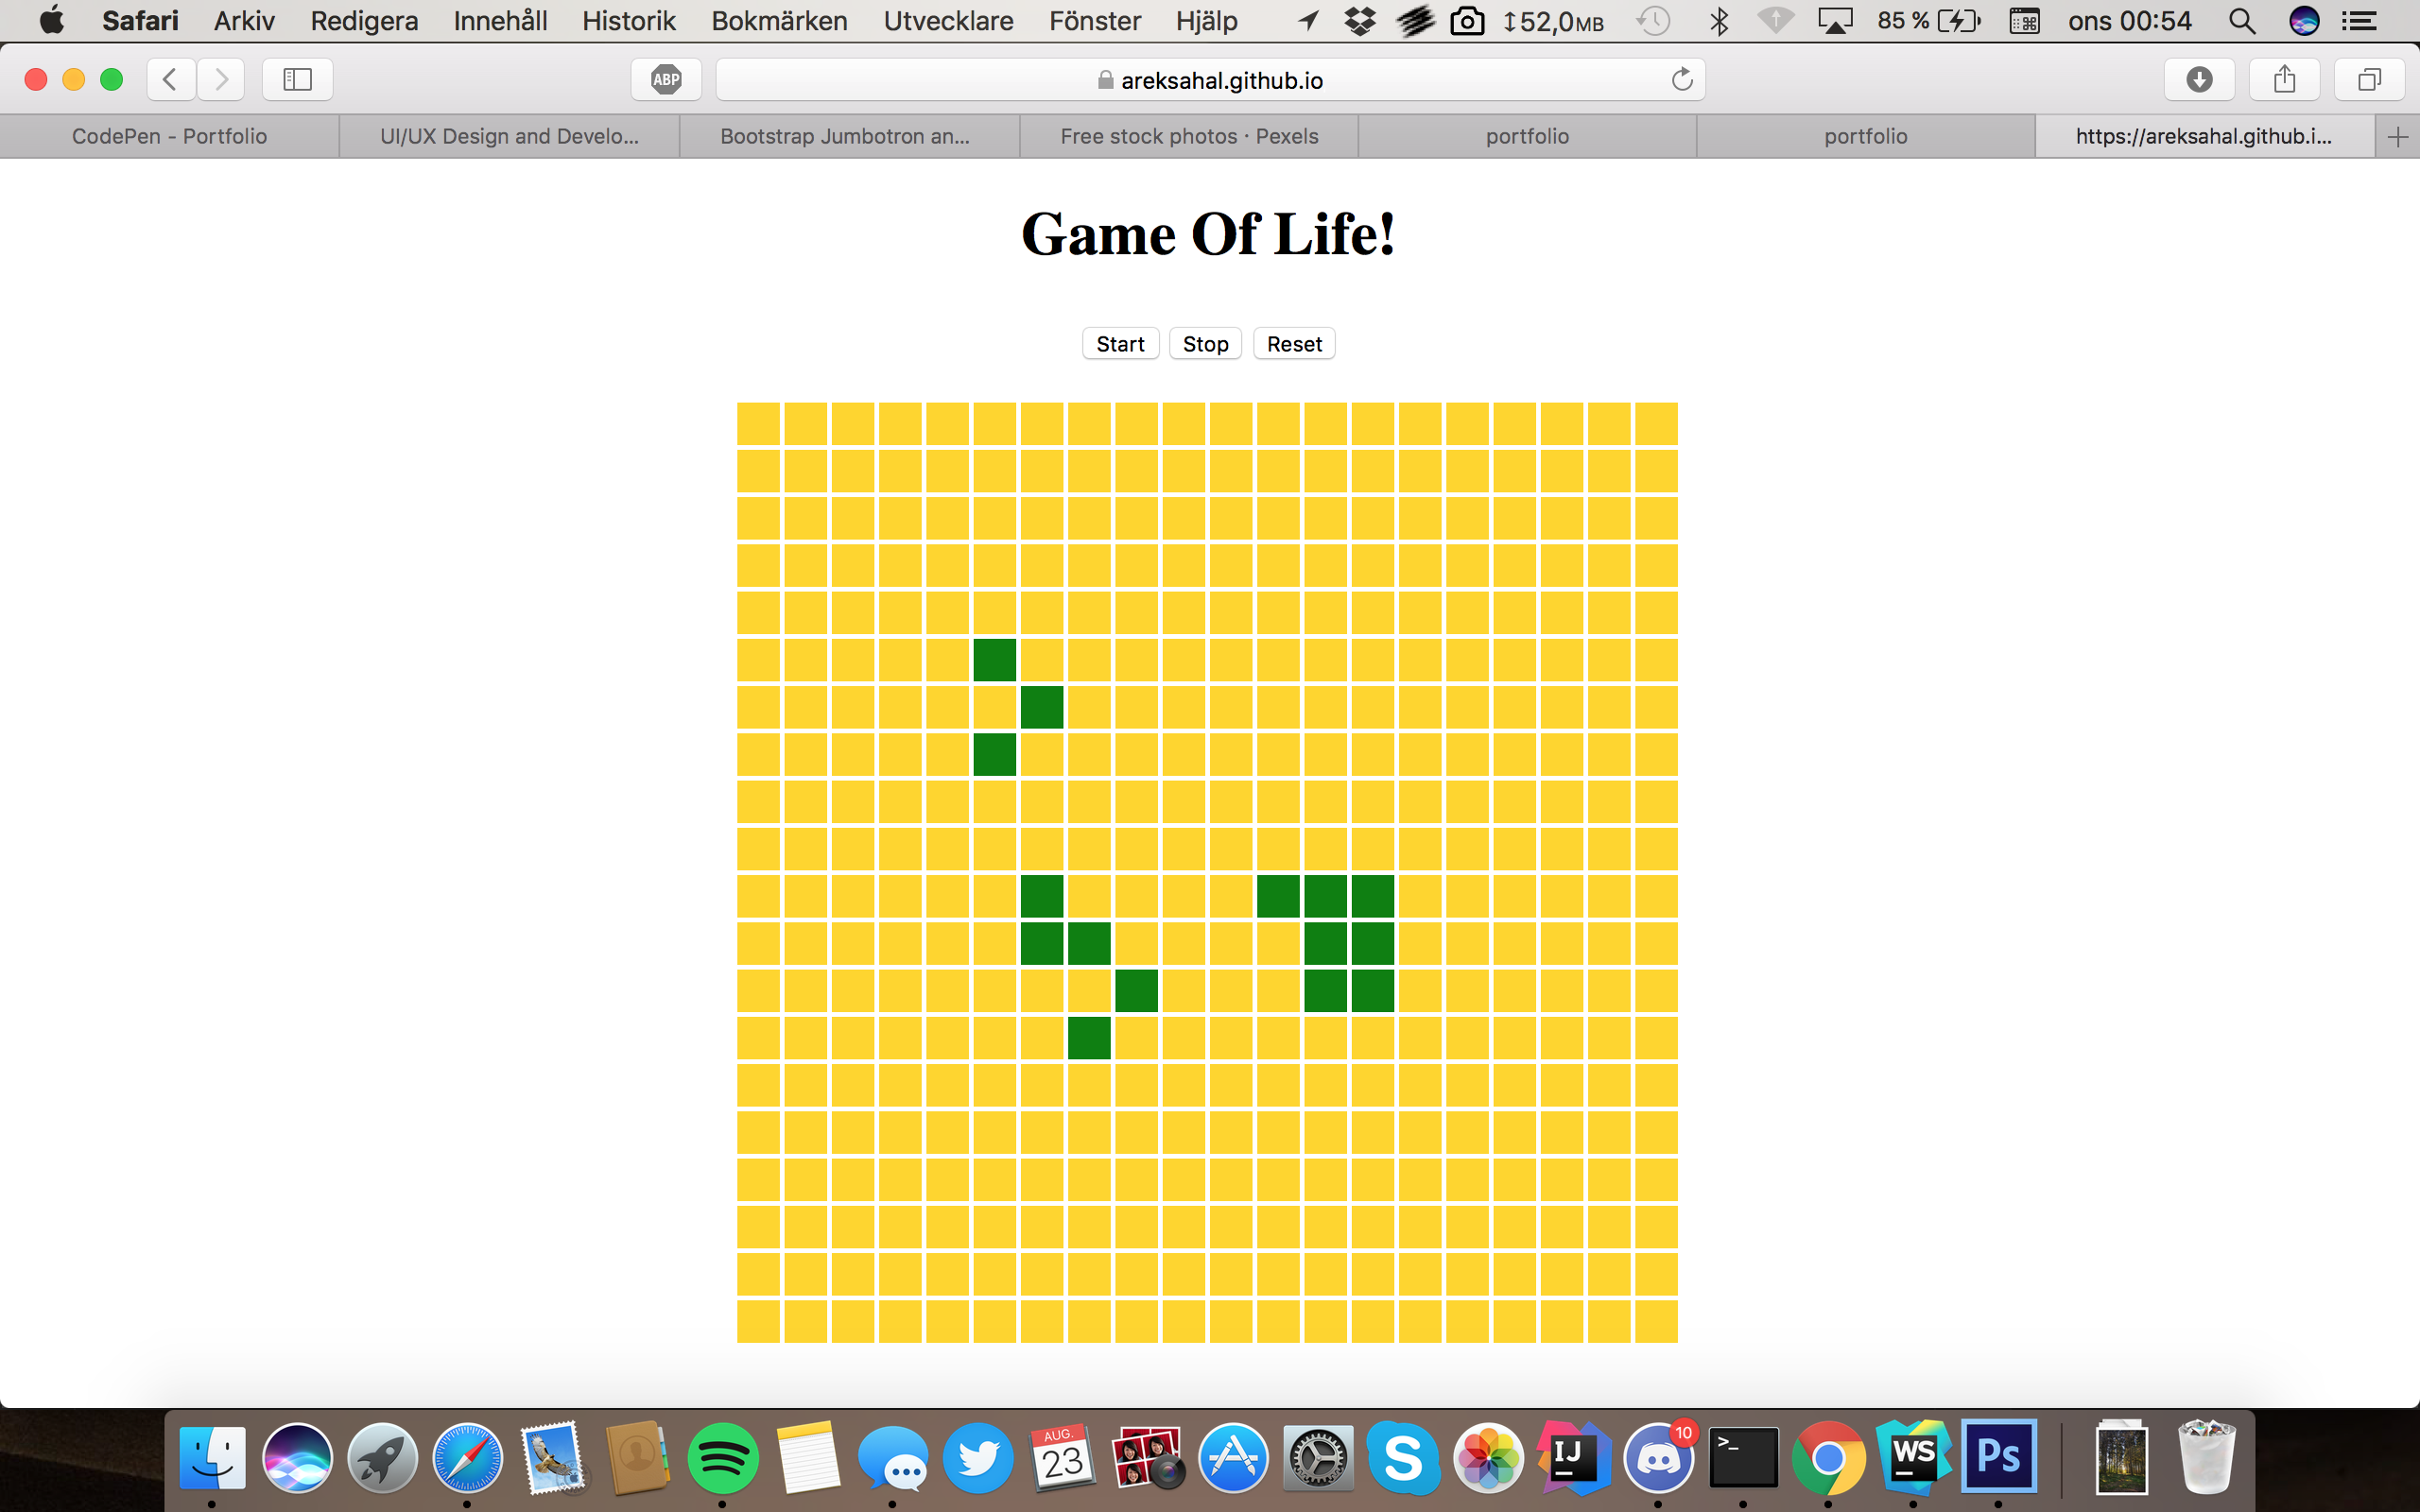 Safari Arkiv Redigera Innehåll Historik Bokmärken Utvecklare Fönster Hjälp 52,0MB 85 % ons 00:54
ABP areksahal.github.io
CodePen - Portfolio UI/UX Design and Develo... Bootstrap Jumbotron an... Free stock photos · Pexels portfolio portfolio https://areksahal.github.i...
Game Of Life!
Start Stop Reset
AUG. 23 S IJ 10 >_ WS Ps